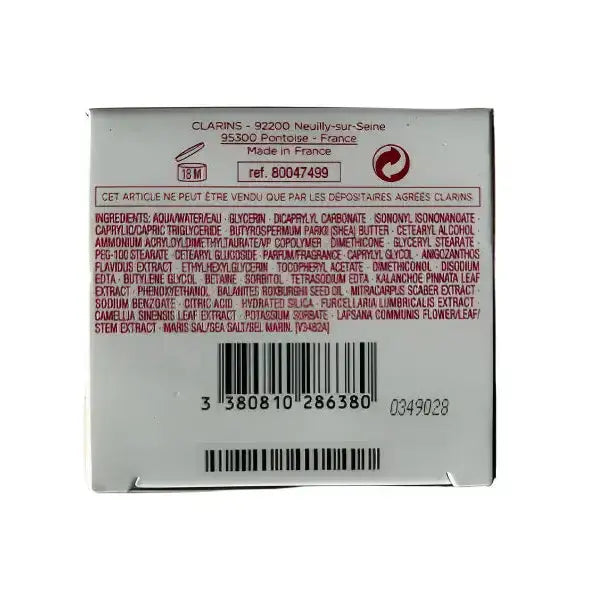 CLARINS - 92200 Neuilly-sur-Seine
95300 Pontoise - France
Made in France
18 M
ref. 80047499
CET ARTICLE NE PEUT ÊTRE VENDU QUE PAR LES DÉPOSITAIRES AGRÉÉS CLARINS.
INGREDIENTS: AQUA/WATER/EAU · GLYCERIN · DICAPRYLYL CARBONATE · ISONONYL ISONONANOATE ·
CAPRYLIC/CAPRIC TRIGLYCERIDE · BUTYROSPERMUM PARKII (SHEA) BUTTER · CETEARYL ALCOHOL
AMMONIUM ACRYLOYLDIMETHYLTAURATE/VP COPOLYMER · DIMETHICONE · GLYCERYL STEARATE ·
PEG-100 STEARATE · CETEARYL GLUCOSIDE · PARFUM/FRAGRANCE · CAPRYLYL GLYCOL · ANIGOZANTHOS
FLAVIDUS EXTRACT · ETHYLHEXYLGLYCERIN · TOCOPHERYL ACETATE · DIMETHICONOL · DISODIUM
EDTA · BUTYLENE GLYCOL · BETAINE · SORBITOL · TETRASODIUM EDTA · KALANCHOE PINNATA LEAF
EXTRACT · PHENOXYETHANOL · BALANITES ROXBURGHII SEED OIL · MITRACARPUS SCABER EXTRACT ·
SODIUM BENZOATE · CITRIC ACID · HYDRATED SILICA · FURCELLARIA LUMBRICALIS EXTRACT ·
CAMELLIA SINENSIS LEAF EXTRACT · POTASSIUM SORBATE · LAPSANA COMMUNIS FLOWER/LEAF/
STEM EXTRACT · MARIS SAL/SEA SALT/SEL MARIN. [V3482A]
3 380810 286380
0349028